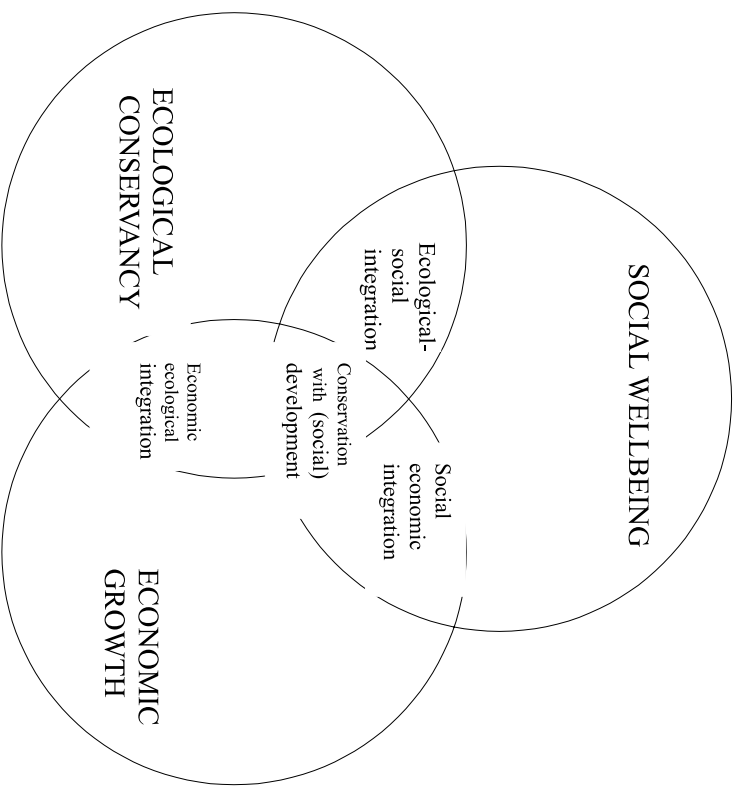 SOCIAL WELLBEING
Ecological-
social
integration
Social
economic
integration
Conservation
with (social)
development
Economic
ecological
integration
ECOLOGICAL
CONSERVANCY
ECONOMIC
GROWTH